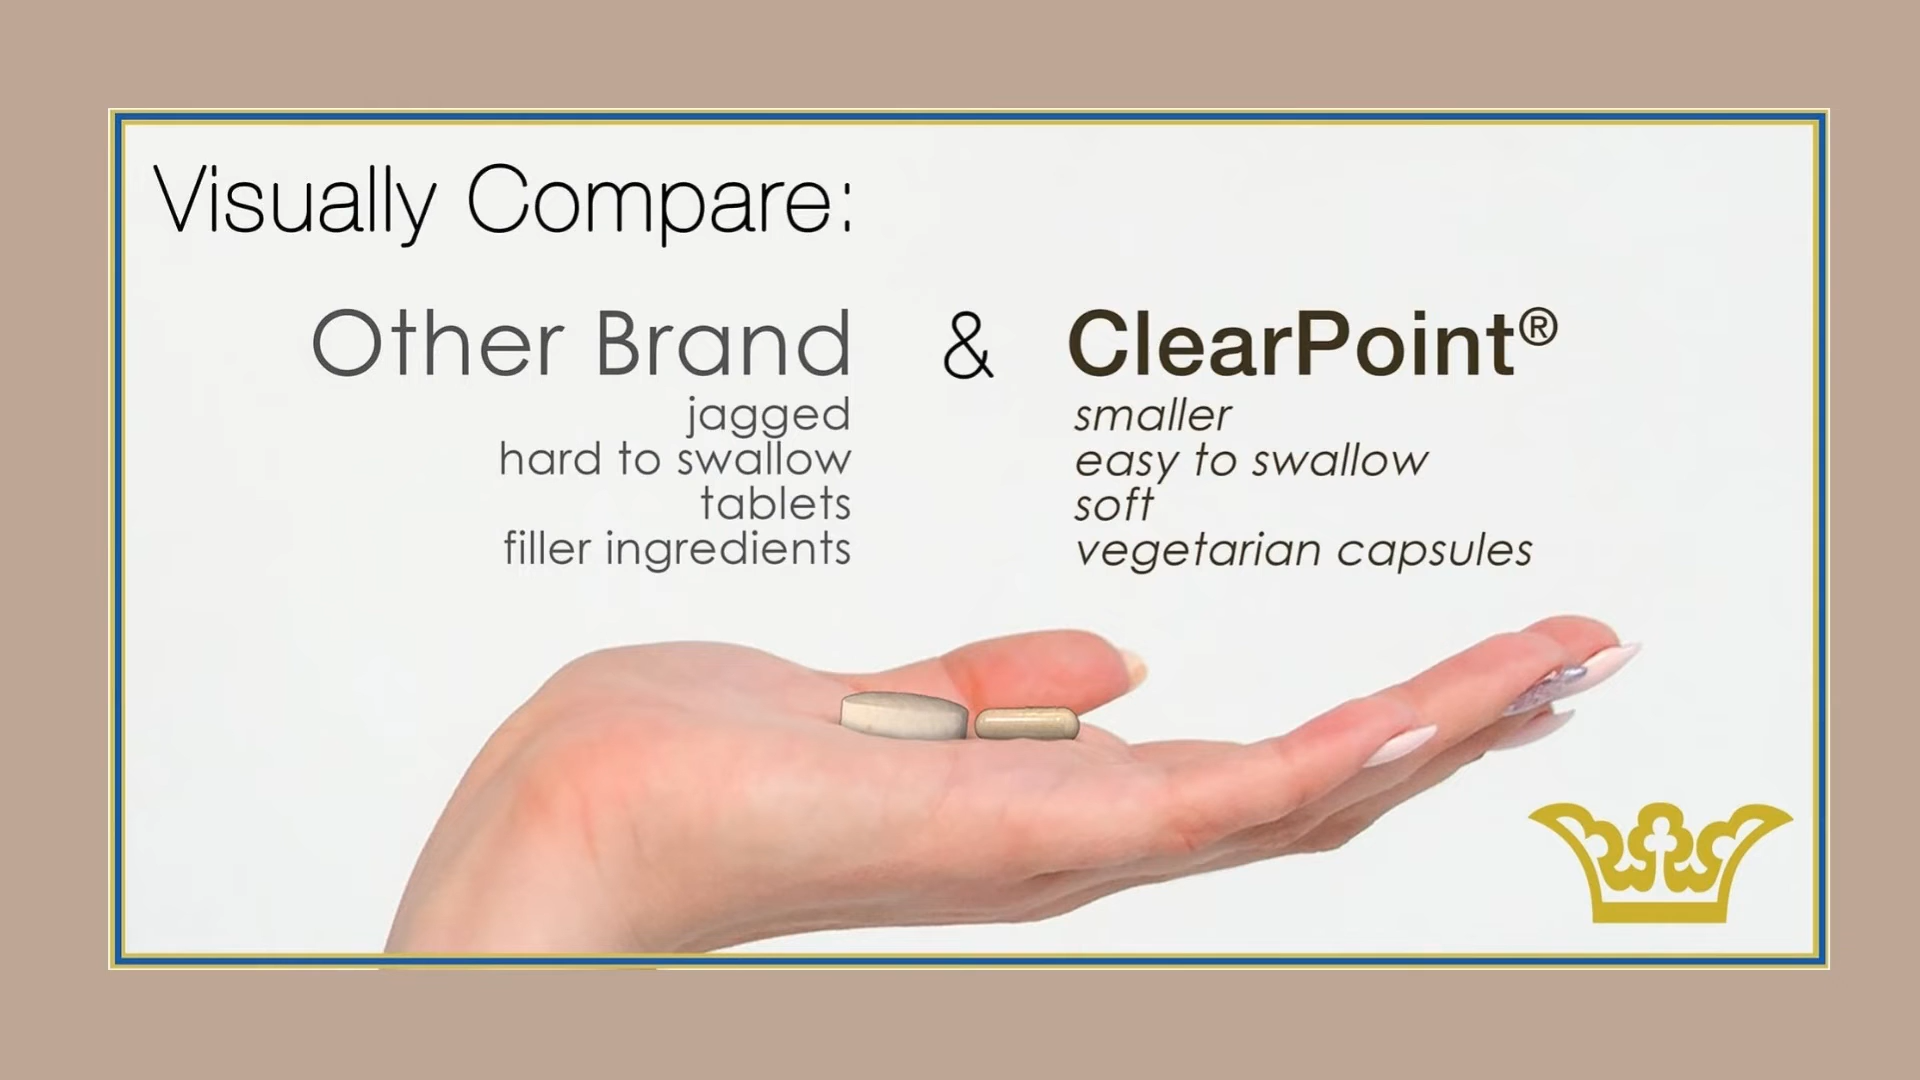 Visually Compare:
Other Brand & ClearPoint®
jagged
hard to swallow
tablets
filler ingredients
smaller
easy to swallow
soft
vegetarian capsules